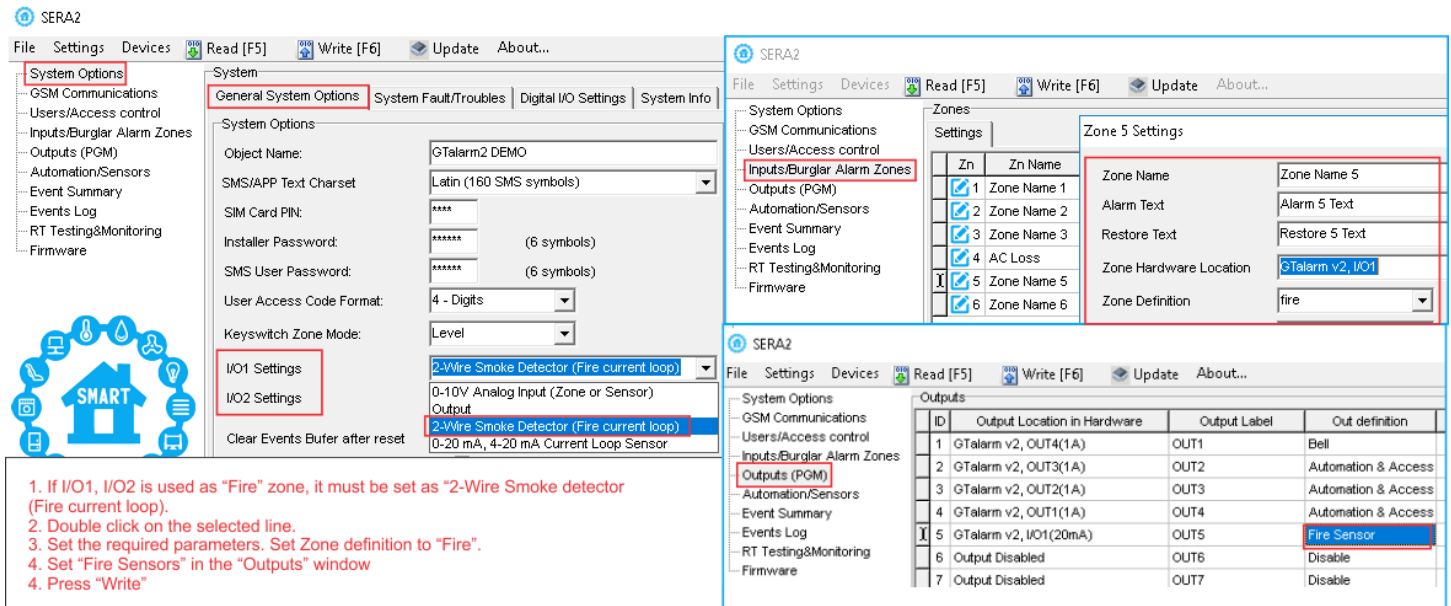 SERA2
File Settings Devices Read [F5] Write [F6] Update About...
System Options
GSM Communications
Users/Access control
Inputs/Burglar Alarm Zones
Outputs (PGM)
Automation/Sensors
Event Summary
Events Log
RT Testing&Monitoring
Firmware
SMART
System
General System Options System Fault/Troubles Digital I/O Settings System Info
System Options
Object Name: GTalarm2 DEMO
SMS/APP Text Charset Latin (160 SMS symbols)
SIM Card PIN: ****
Installer Password: ****** (6 symbols)
SMS User Password: ****** (6 symbols)
User Access Code Format: 4 - Digits
Keyswitch Zone Mode: Level
I/O1 Settings 2-Wire Smoke Detector (Fire current loop)
I/O2 Settings 0-10V Analog Input (Zone or Sensor)
Output
2-Wire Smoke Detector (Fire current loop)
Clear Events Bufer after reset 0-20 mA, 4-20 mA Current Loop Sensor
1. If I/O1, I/O2 is used as “Fire” zone, it must be set as “2-Wire Smoke detector
(Fire current loop).
2. Double click on the selected line.
3. Set the required parameters. Set Zone definition to “Fire”.
4. Set “Fire Sensors” in the “Outputs” window
4. Press “Write”
SERA2
File Settings Devices Read [F5] Write [F6] Update About...
System Options
GSM Communications
Users/Access control
Inputs/Burglar Alarm Zones
Outputs (PGM)
Automation/Sensors
Event Summary
Events Log
RT Testing&Monitoring
Firmware
Zones
Settings
Zn Zn Name
1 Zone Name 1
2 Zone Name 2
3 Zone Name 3
4 AC Loss
5 Zone Name 5
6 Zone Name 6
Zone 5 Settings
Zone Name Zone Name 5
Alarm Text Alarm 5 Text
Restore Text Restore 5 Text
Zone Hardware Location GTalarm v2, I/O1
Zone Definition fire
SERA2
File Settings Devices Read [F5] Write [F6] Update About...
System Options
GSM Communications
Users/Access control
Inputs/Burglar Alarm Zones
Outputs (PGM)
Automation/Sensors
Event Summary
Events Log
RT Testing&Monitoring
Firmware
Outputs
ID Output Location in Hardware Output Label Out definition
1 GTalarm v2, OUT4(1A) OUT1 Bell
2 GTalarm v2, OUT3(1A) OUT2 Automation & Access
3 GTalarm v2, OUT2(1A) OUT3 Automation & Access
4 GTalarm v2, OUT1(1A) OUT4 Automation & Access
5 GTalarm v2, I/O1(20mA) OUT5 Fire Sensor
6 Output Disabled OUT6 Disable
7 Output Disabled OUT7 Disable